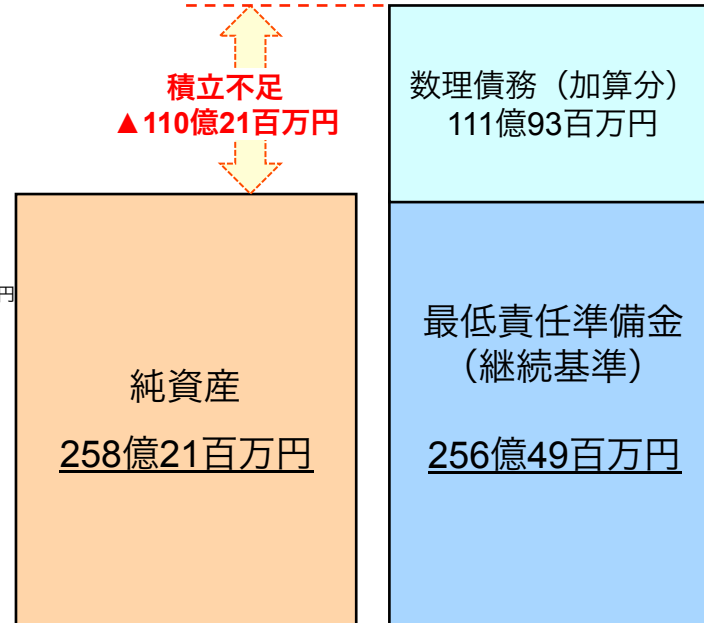 積立不足
▲110億21百万円
数理債務（加算分）
111億93百万円
円
純資産
258億21百万円
最低責任準備金
（継続基準）
256億49百万円